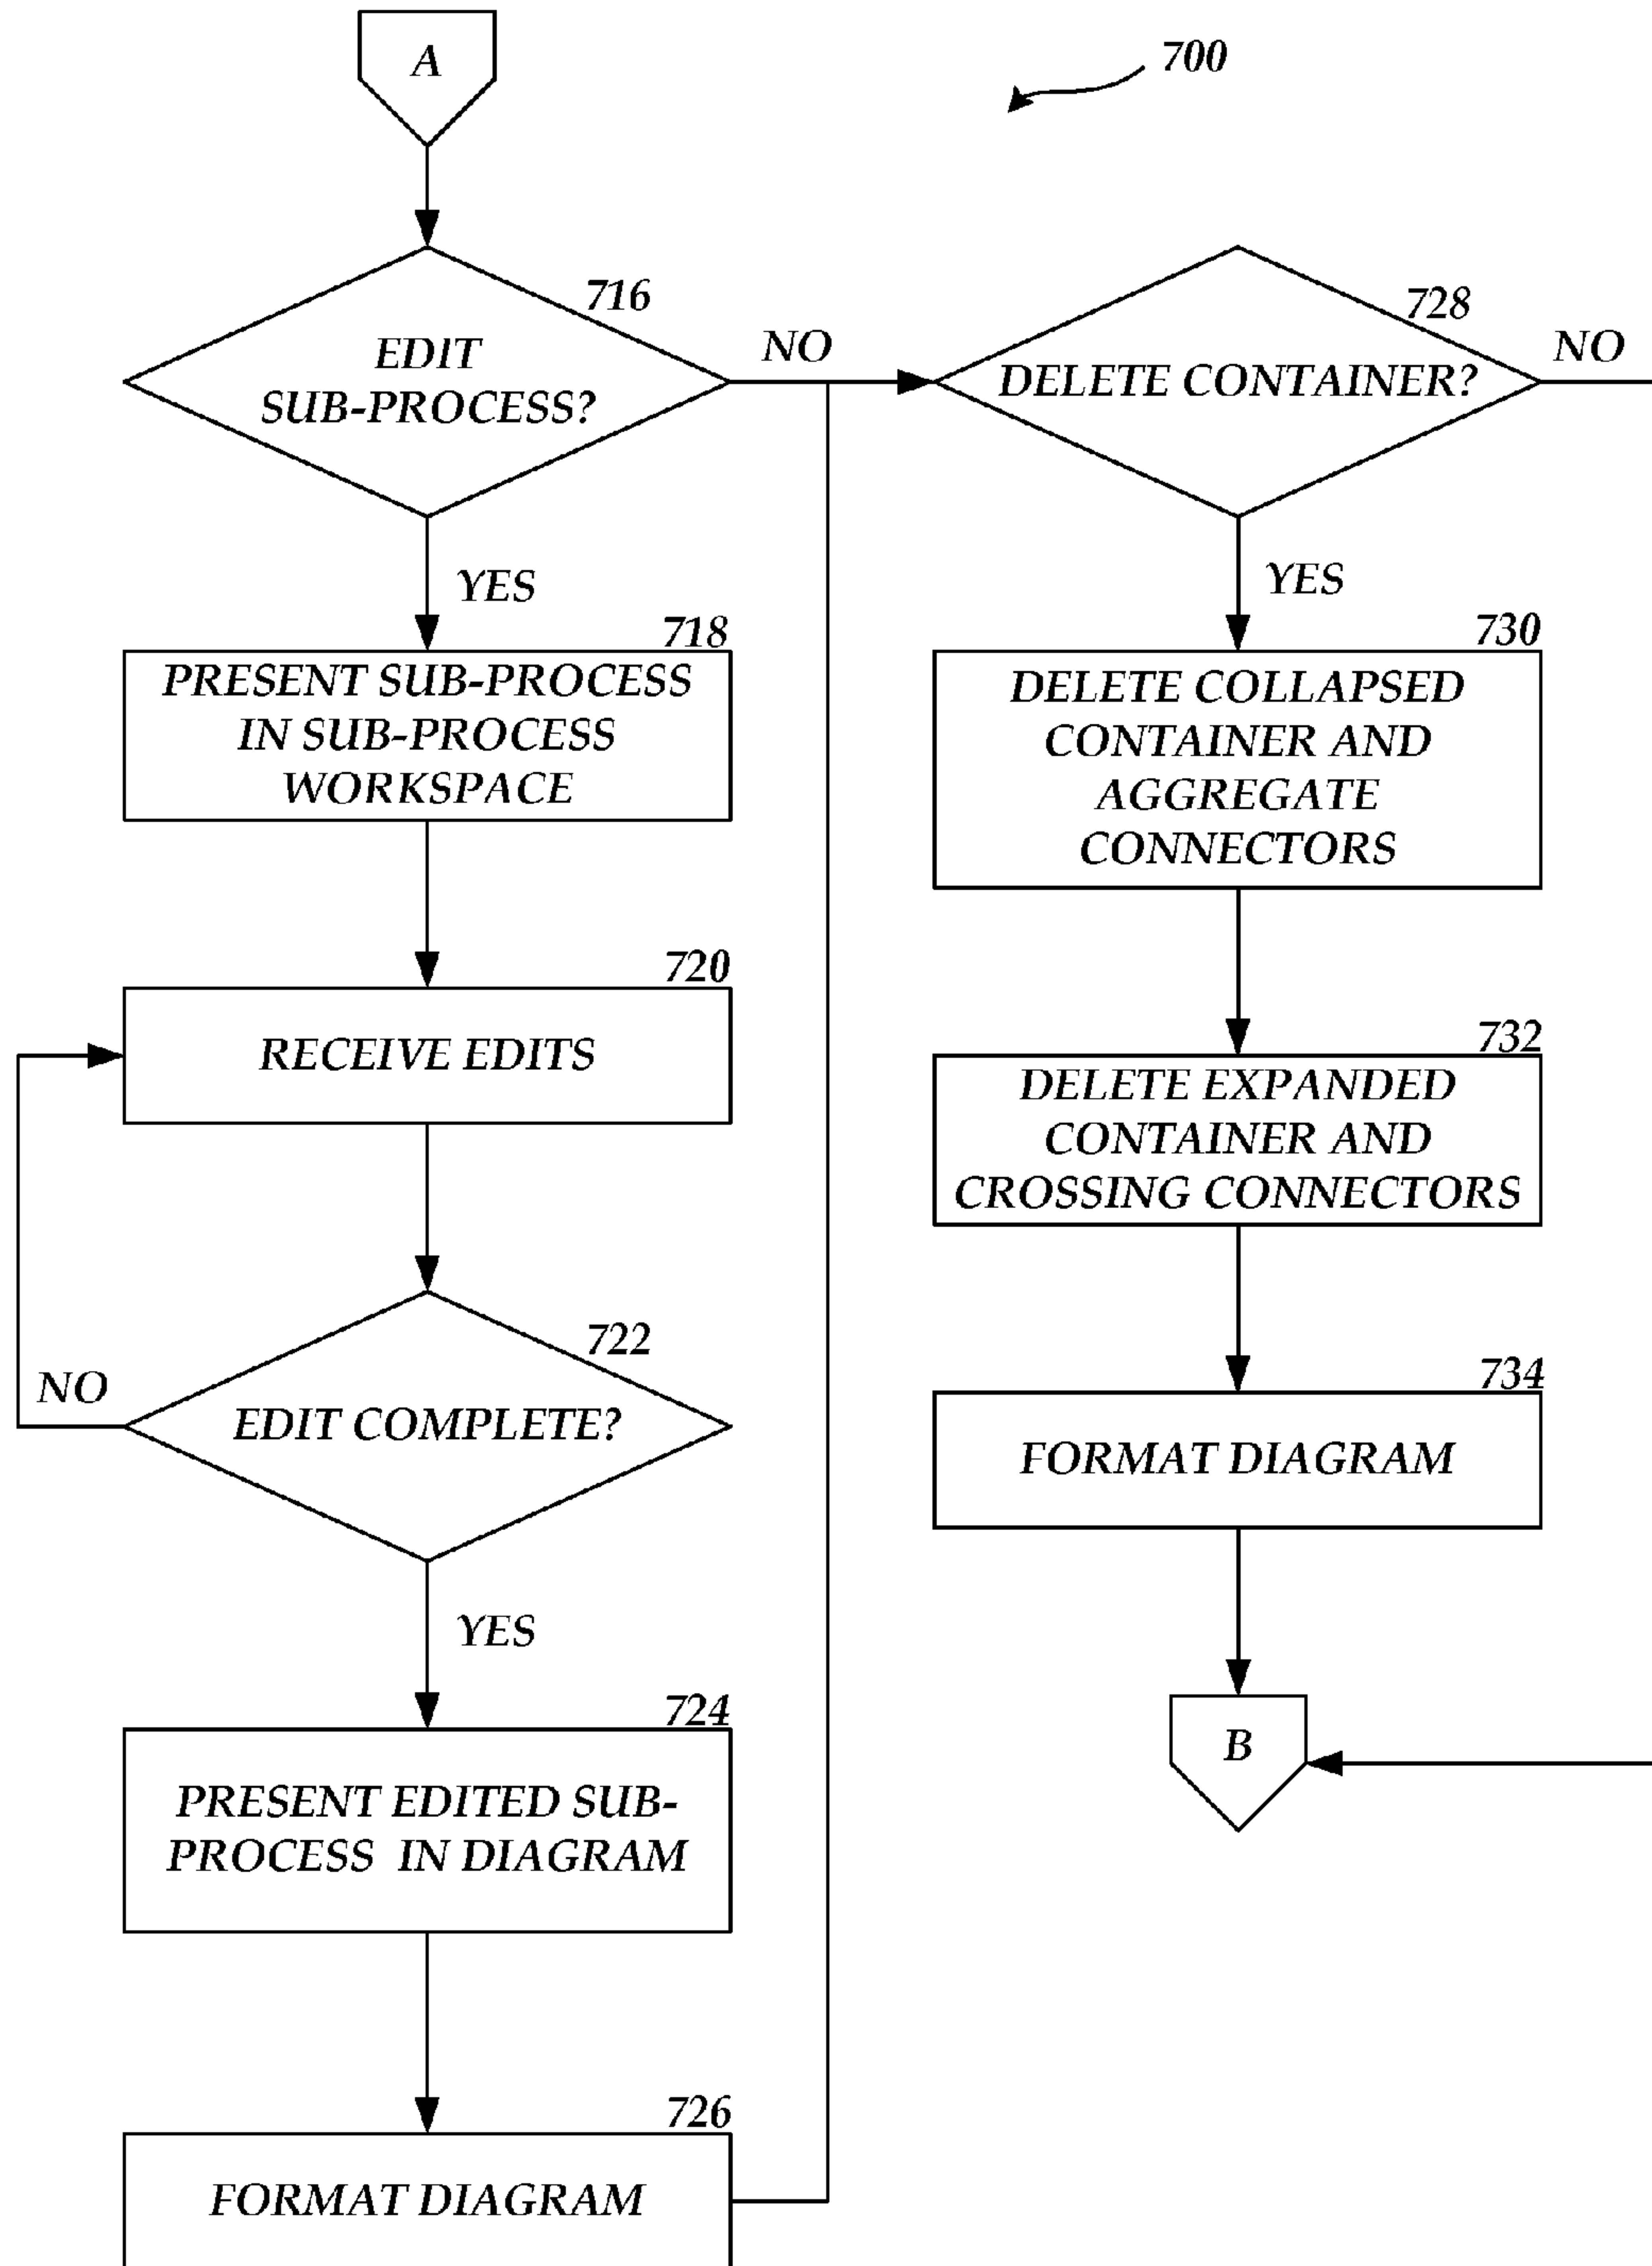 A
700
716
EDIT
SUB-PROCESS?
NO
YES
718
PRESENT SUB-PROCESS
IN SUB-PROCESS
WORKSPACE
720
RECEIVE EDITS
722
EDIT COMPLETE?
NO
YES
724
PRESENT EDITED SUB-
PROCESS IN DIAGRAM
726
FORMAT DIAGRAM
728
DELETE CONTAINER?
NO
YES
730
DELETE COLLAPSED
CONTAINER AND
AGGREGATE
CONNECTORS
732
DELETE EXPANDED
CONTAINER AND
CROSSING CONNECTORS
734
FORMAT DIAGRAM
B